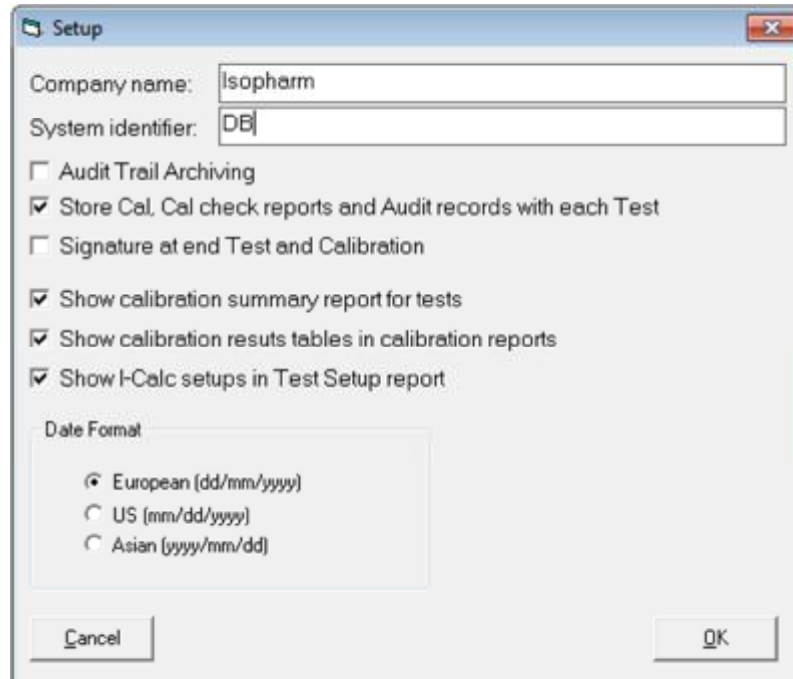 Setup
Company name: Isopharm
System identifier: DB
Audit Trail Archiving
Store Cal, Cal check reports and Audit records with each Test
Signature at end Test and Calibration
Show calibration summary report for tests
Show calibration resuts tables in calibration reports
Show I-Calc setups in Test Setup report
Date Format
European (dd/mm/yyyy)
US (mm/dd/yyyy)
Asian (yyyy/mm/dd)
Cancel OK